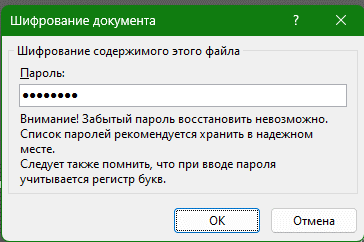 Шифрование документа ? ×
Шифрование содержимого этого файла
Пароль:
●●●●●●●●
Внимание! Забытый пароль восстановить невозможно.
Список паролей рекомендуется хранить в надежном
месте.
Следует также помнить, что при вводе пароля
учитывается регистр букв.
ОК Отмена